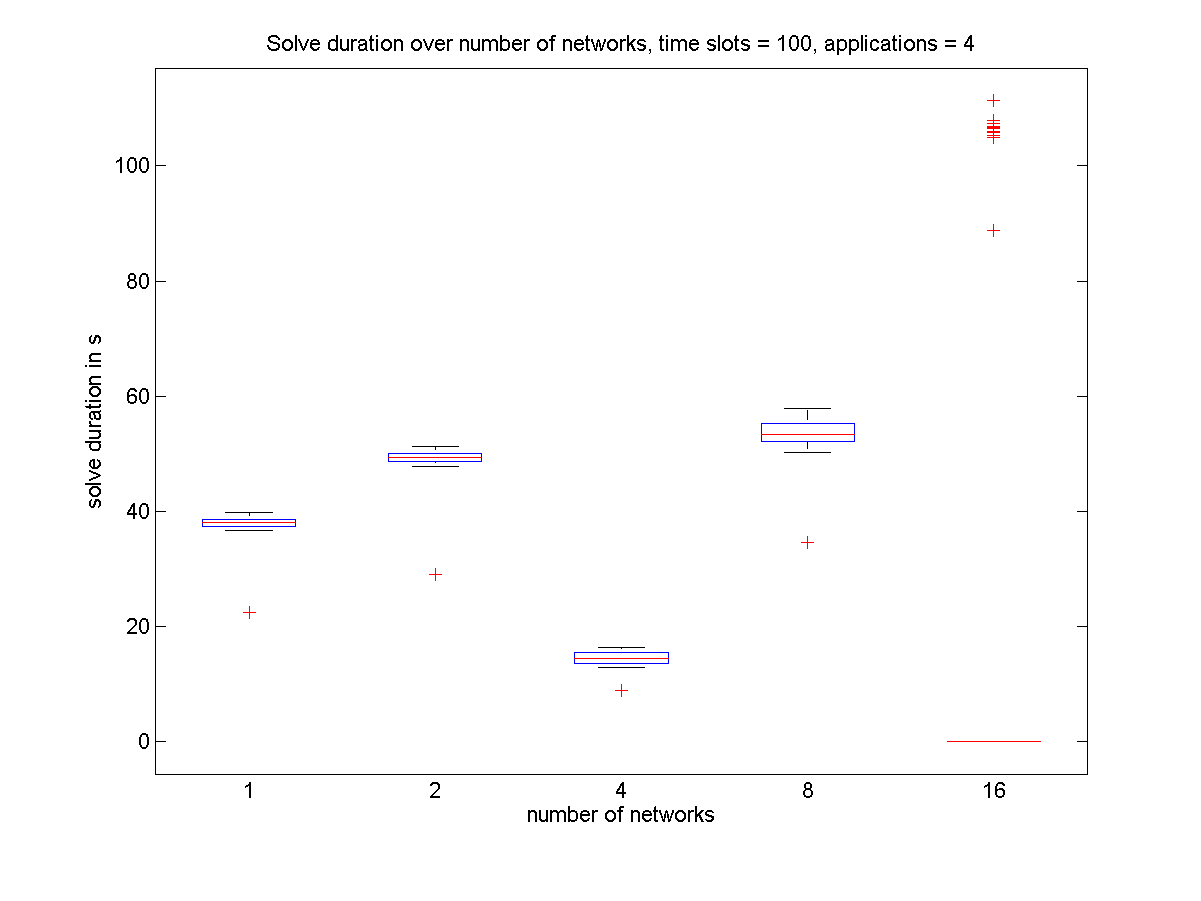 Solve duration over number of networks, time slots = 100, applications = 4
100
80
60
40
20
0
solve duration in s
1 2 4 8 16
number of networks